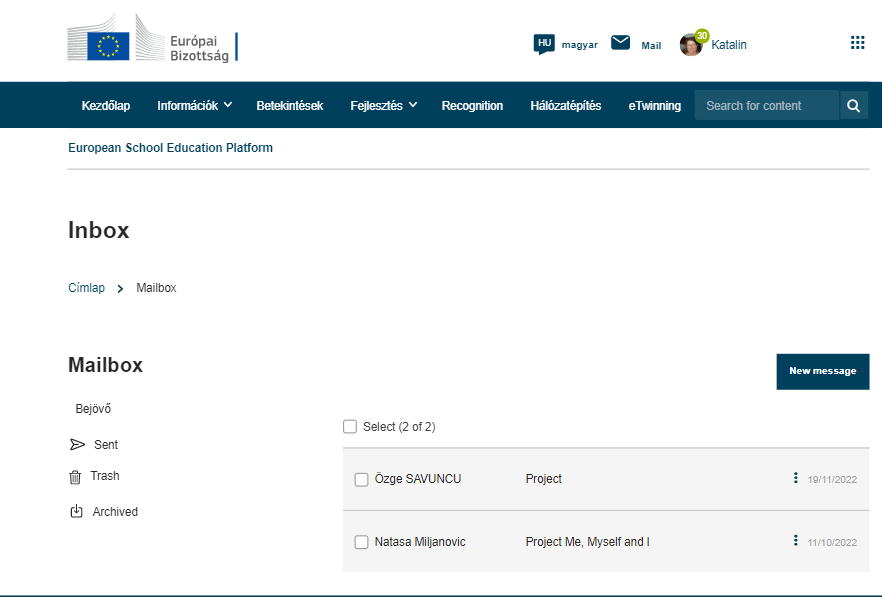 Európai
Bizottság
HU magyar Mail 30 Katalin
Kezdőlap Információk Betekintések Fejlesztés Recognition Hálózatépítés eTwinning Search for content
European School Education Platform
Inbox
Címlap Mailbox
Mailbox
New message
Bejövő
Select (2 of 2)
Sent
Trash
Özge SAVUNCU Project 19/11/2022
Archived
Natasa Miljanovic Project Me, Myself and I 11/10/2022